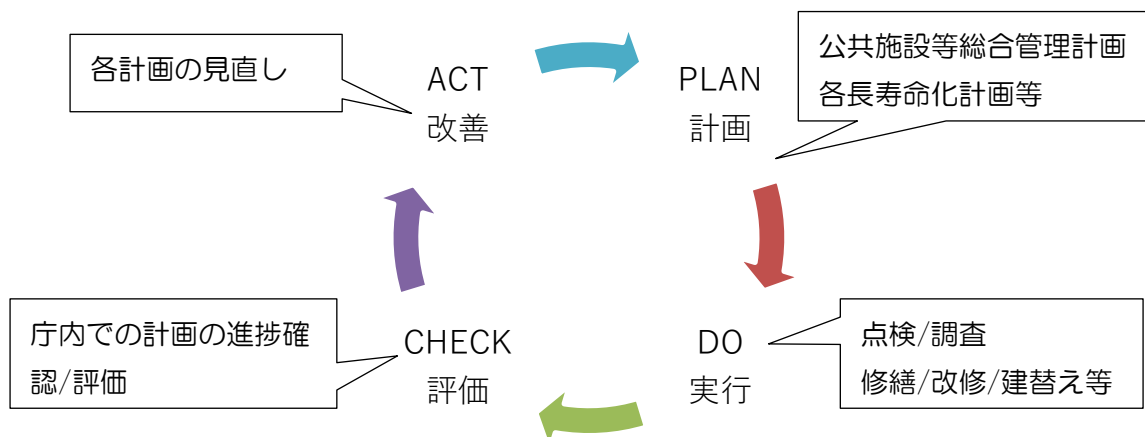 各計画の見直し
ACT
改善
PLAN
計画
公共施設等総合管理計画
各長寿命化計画等
庁内での計画の進捗確
認/評価
CHECK
評価
DO
実行
点検/調査
修繕/改修/建替え等